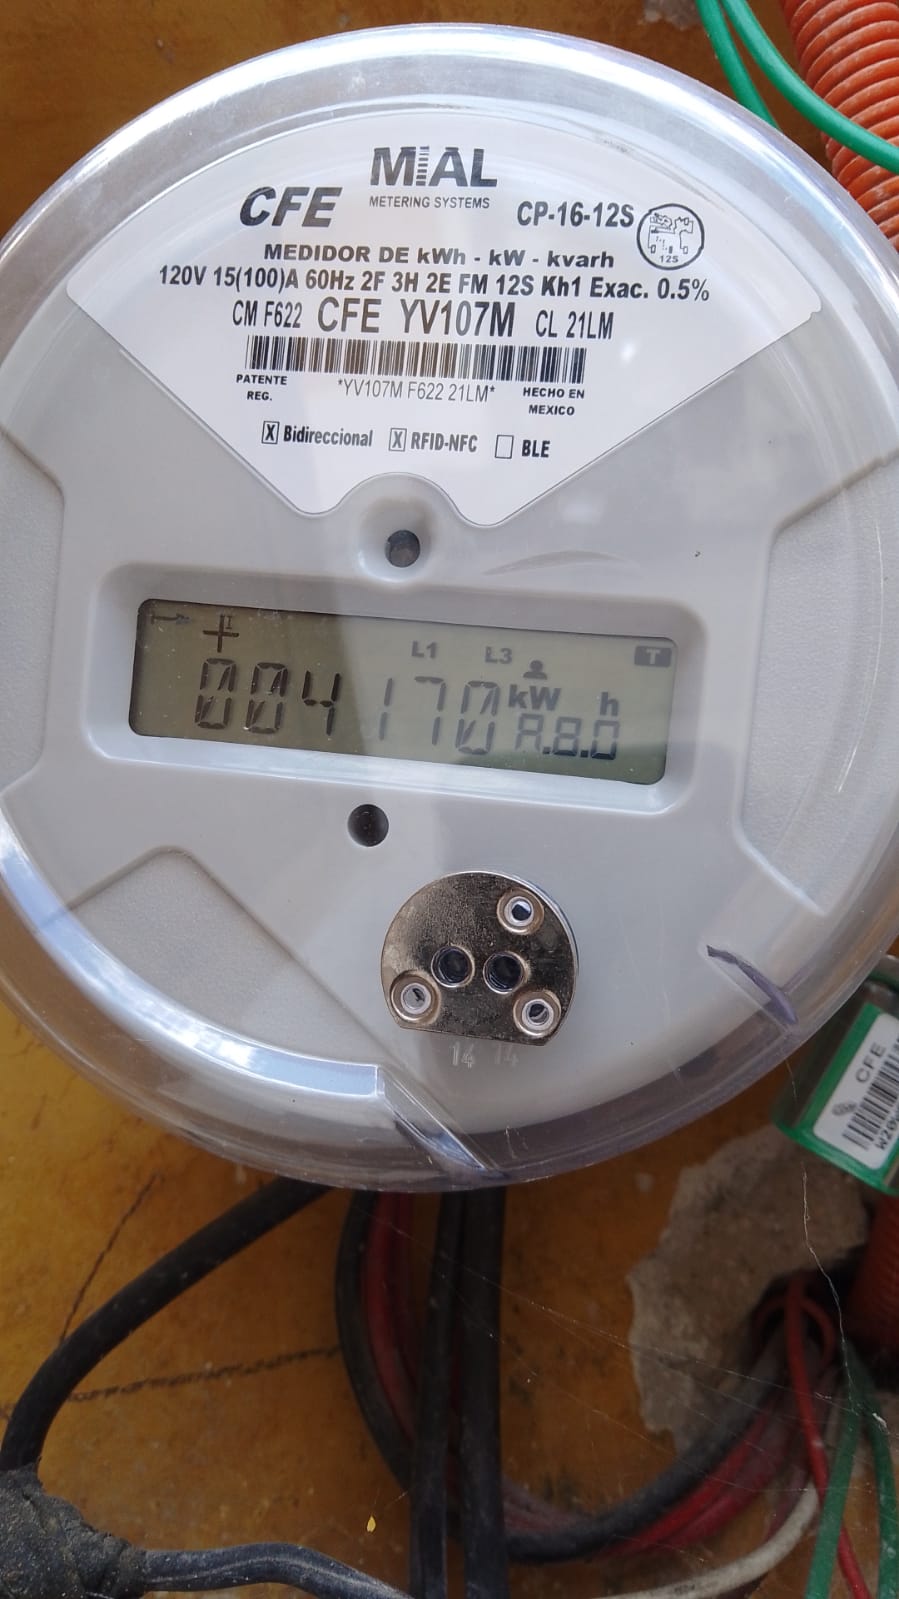 MIAL
METERING SYSTEMS
CFE
CP-16-12S
12S
MEDIDOR DE kWh - kW - kvarh
120V 15(100)A 60Hz 2F 3H 2E FM 12S Kh1 Exac. 0.5%
CM F622 CFE YV107M CL 21LM
*YV107M F622 21LM*
PATENTE
REG.
HECHO EN
MEXICO
X Bidireccional X RFID-NFC BLE
L1 L3 T
004170 kW h
A.8.0
14 14
CFE